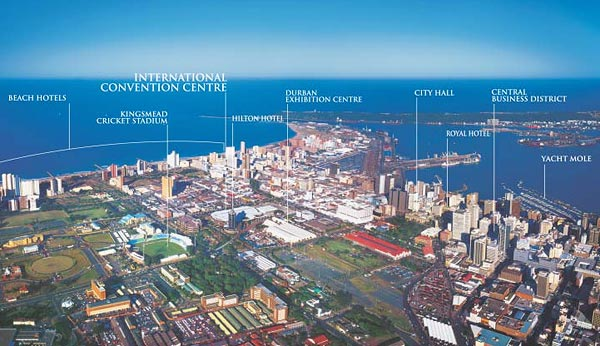 BEACH HOTELS
INTERNATIONAL
CONVENTION CENTRE
KINGSMEAD
CRICKET STADIUM
HILTON HOTEL
DURBAN
EXHIBITION CENTRE
CITY HALL
ROYAL HOTEL
CENTRAL
BUSINESS DISTRICT
YACHT MOLE